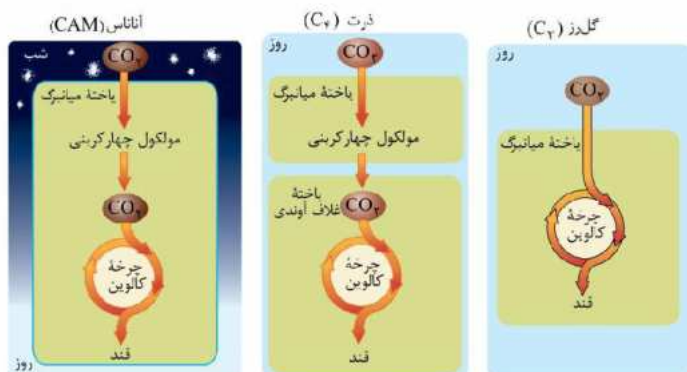 گل‌رز (C۳)
روز
CO۲
یاختهٔ میانبرگ
چرخهٔ
کالوین
قند
ذرت (C۴)
روز
CO۲
یاختهٔ میانبرگ
مولکول چهارکربنی
یاختهٔ
غلاف آوندی
CO۲
چرخهٔ
کالوین
قند
آناناس (CAM)
شب
CO۲
یاختهٔ میانبرگ
مولکول چهارکربنی
CO۲
چرخهٔ
کالوین
قند
روز